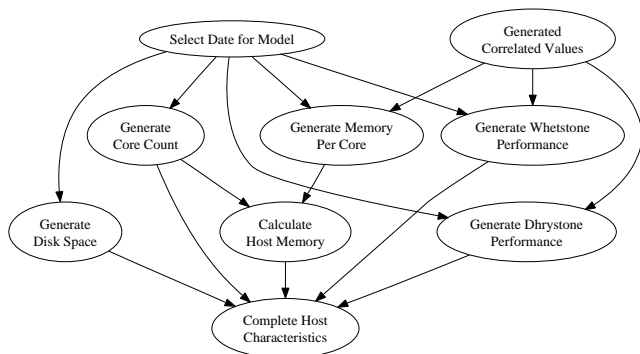 Select Date for Model
Generated
Correlated Values
Generate
Core Count
Generate Memory
Per Core
Generate Whetstone
Performance
Generate
Disk Space
Calculate
Host Memory
Generate Dhrystone
Performance
Complete Host
Characteristics